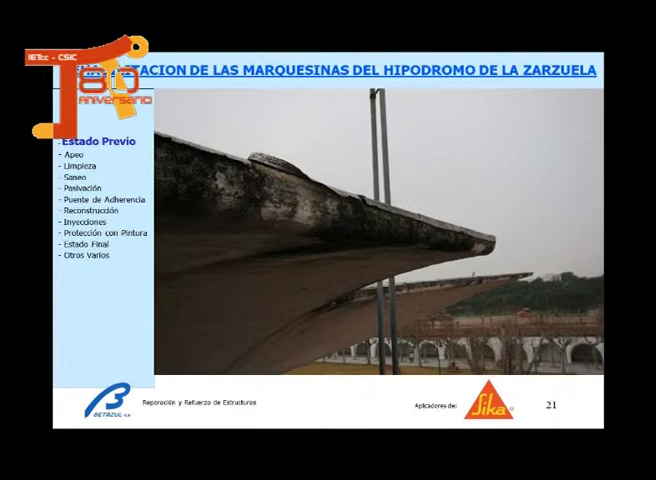 IETcc - CSIC
80
Aniversario
DE LAS MARQUESINAS DEL HIPODROMO DE LA ZARZUELA
Estado Previo
- Apeo
- Limpieza
- Saneo
- Pasivación
- Puente de Adherencia
- Reconstrucción
- Inyecciones
- Protección con Pintura
- Estado Final
- Otros Varios
BETAZUL s.a
Reparación y Refuerzo de Estructuras
Aplicadores de:
Sika
21